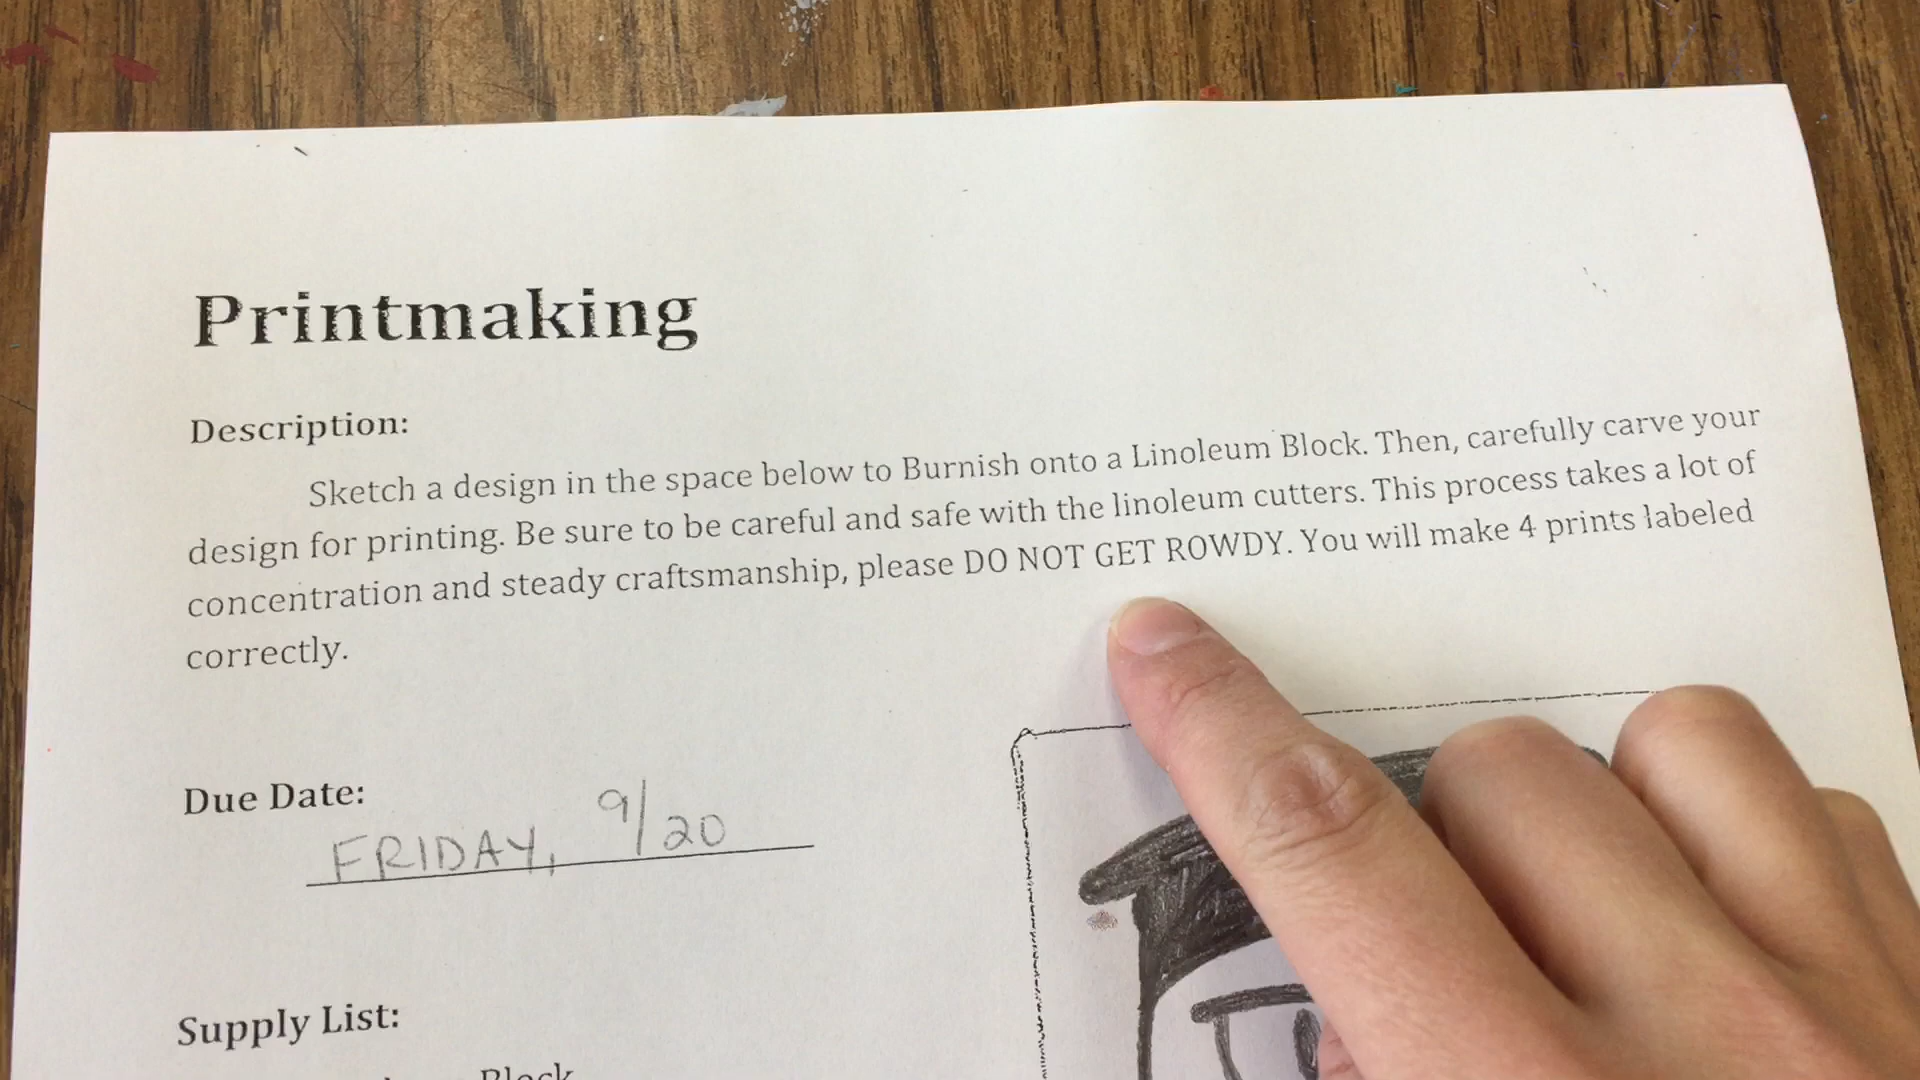 Printmaking
Description:
Sketch a design in the space below to Burnish onto a Linoleum Block. Then, carefully carve your
design for printing. Be sure to be careful and safe with the linoleum cutters. This process takes a lot of
concentration and steady craftsmanship, please DO NOT GET ROWDY. You will make 4 prints labeled
correctly.
Due Date:
FRIDAY, 9/20
Supply List:
Block